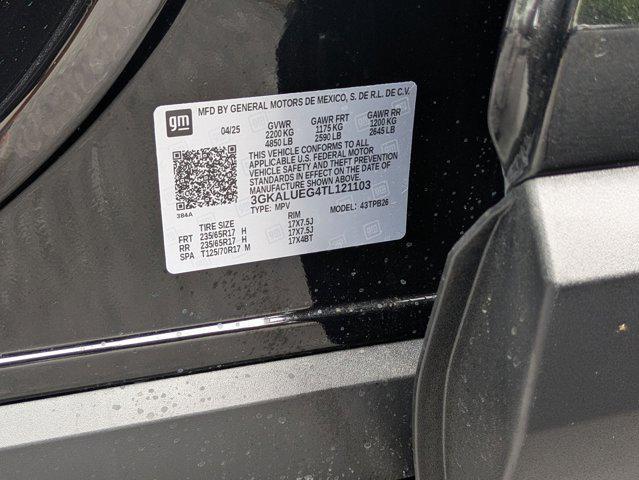 gm
MFD BY GENERAL MOTORS DE MEXICO, S. DE R.L. DE C.V.
04/25 GVWR GAWR FRT GAWR RR
2200 KG 1175 KG 1200 KG
4850 LB 2590 LB 2645 LB
THIS VEHICLE CONFORMS TO ALL
APPLICABLE U.S. FEDERAL MOTOR
VEHICLE SAFETY AND THEFT PREVENTION
STANDARDS IN EFFECT ON THE DATE OF
MANUFACTURE SHOWN ABOVE.
3GKALUEG4TL121103
384A
TYPE: MPV MODEL: 43TPB26
TIRE SIZE RIM
FRT 235/65R17 H 17X7.5J
RR 235/65R17 H 17X7.5J
SPA T125/70R17 M 17X4BT